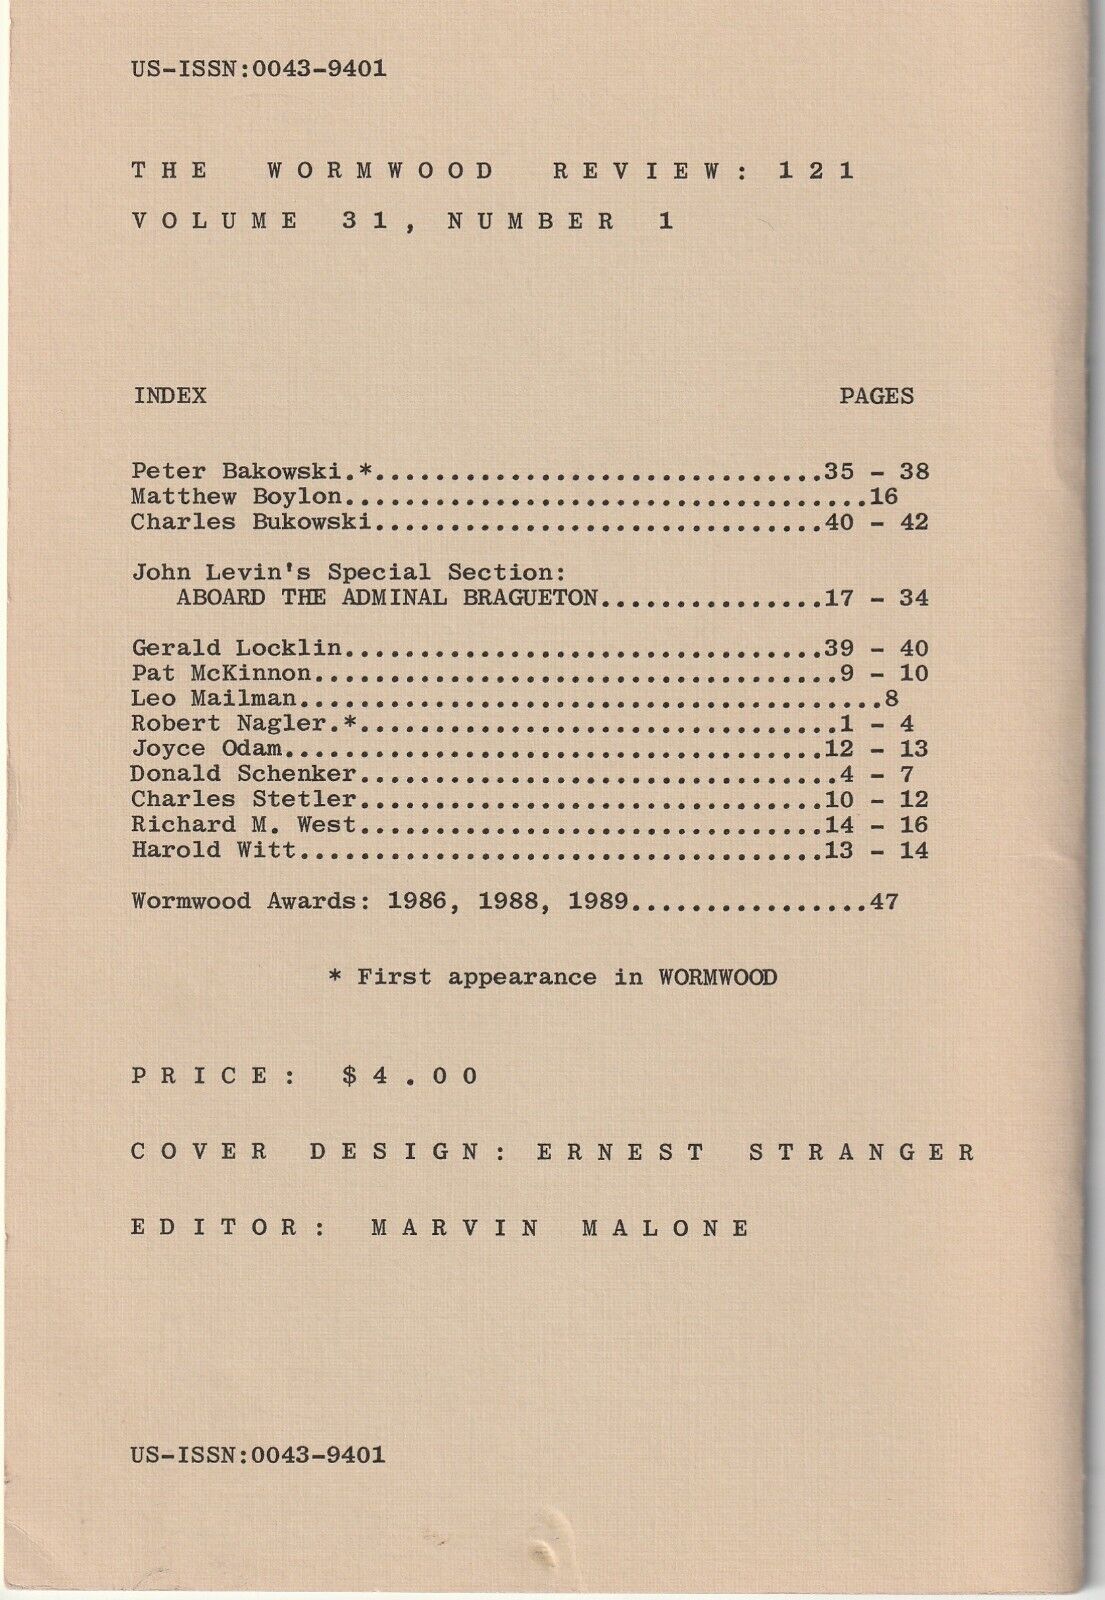 US-ISSN:0043-9401
THE WORMWOOD REVIEW: 121
VOLUME 31, NUMBER 1
INDEX PAGES
Peter Bakowski.*..............................35 - 38
Matthew Boylon...................................16
Charles Bukowski..............................40 - 42
John Levin's Special Section:
ABOARD THE ADMINAL BRAGUETON...............17 - 34
Gerald Locklin................................39 - 40
Pat McKinnon...................................9 - 10
Leo Mailman.......................................8
Robert Nagler.*................................1 - 4
Joyce Odam....................................12 - 13
Donald Schenker................................4 - 7
Charles Stetler...............................10 - 12
Richard M. West...............................14 - 16
Harold Witt...................................13 - 14
Wormwood Awards: 1986, 1988, 1989................47
* First appearance in WORMWOOD
PRICE: $4.00
COVER DESIGN: ERNEST STRANGER
EDITOR: MARVIN MALONE
US-ISSN:0043-9401